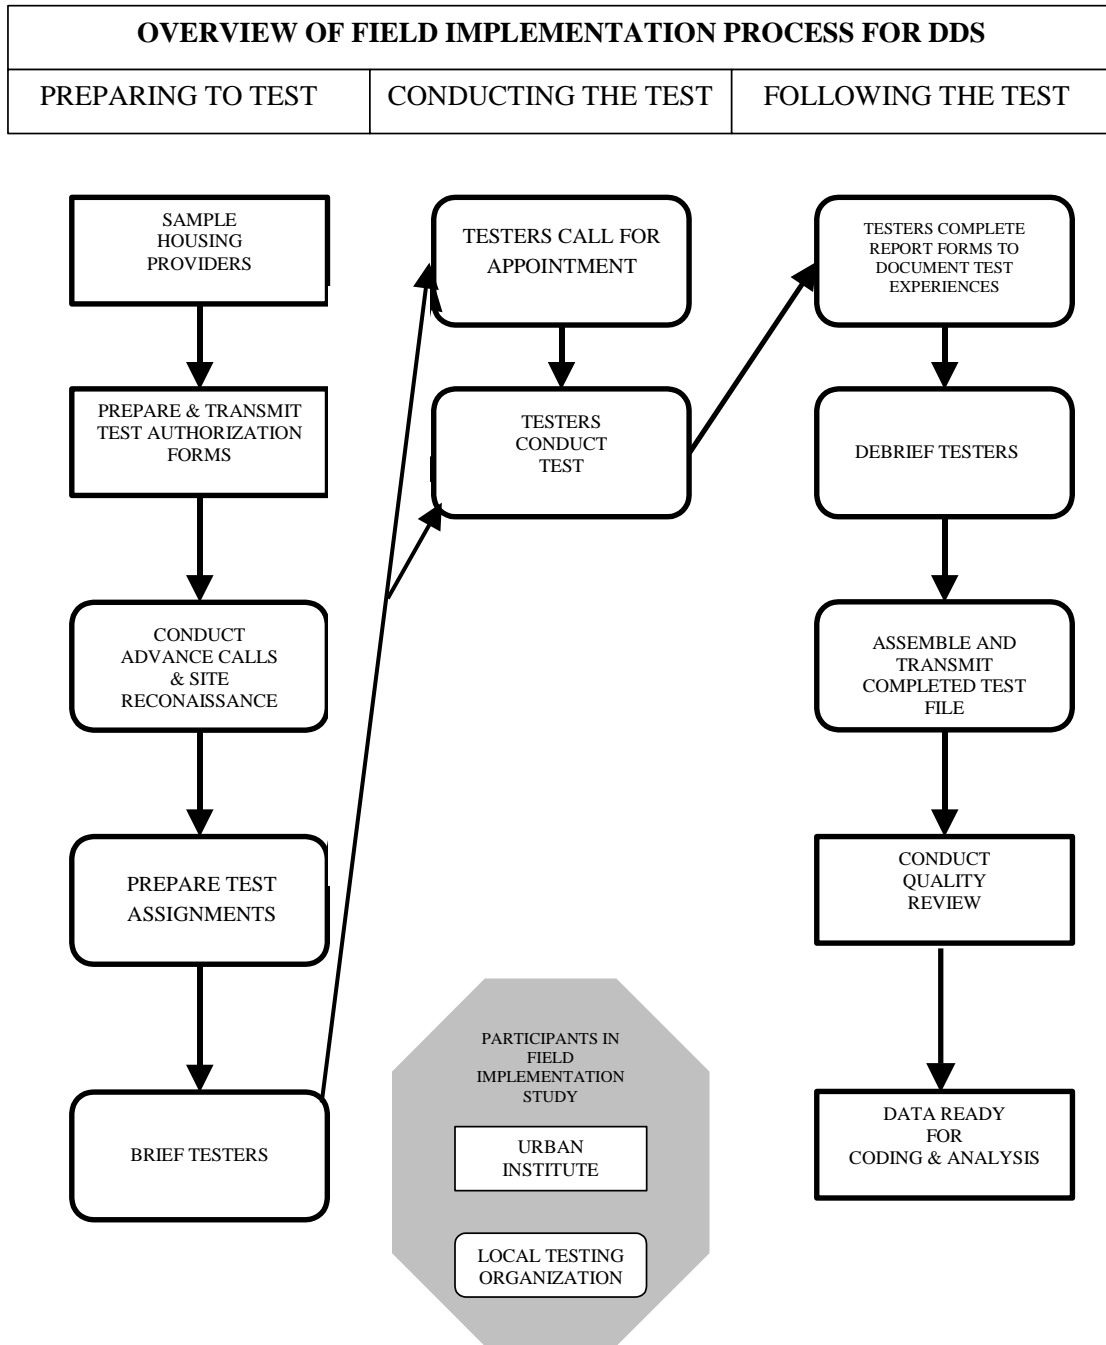 OVERVIEW OF FIELD IMPLEMENTATION PROCESS FOR DDS
PREPARING TO TEST
CONDUCTING THE TEST
FOLLOWING THE TEST
SAMPLE
HOUSING
PROVIDERS
PREPARE & TRANSMIT
TEST AUTHORIZATION
FORMS
CONDUCT
ADVANCE CALLS
& SITE
RECONAISSANCE
PREPARE TEST
ASSIGNMENTS
BRIEF TESTERS
TESTERS CALL FOR
APPOINTMENT
TESTERS
CONDUCT
TEST
PARTICIPANTS IN
FIELD
IMPLEMENTATION
STUDY
URBAN
INSTITUTE
LOCAL TESTING
ORGANIZATION
TESTERS COMPLETE
REPORT FORMS TO
DOCUMENT TEST
EXPERIENCES
DEBRIEF TESTERS
ASSEMBLE AND
TRANSMIT
COMPLETED TEST
FILE
CONDUCT
QUALITY
REVIEW
DATA READY
FOR
CODING & ANALYSIS